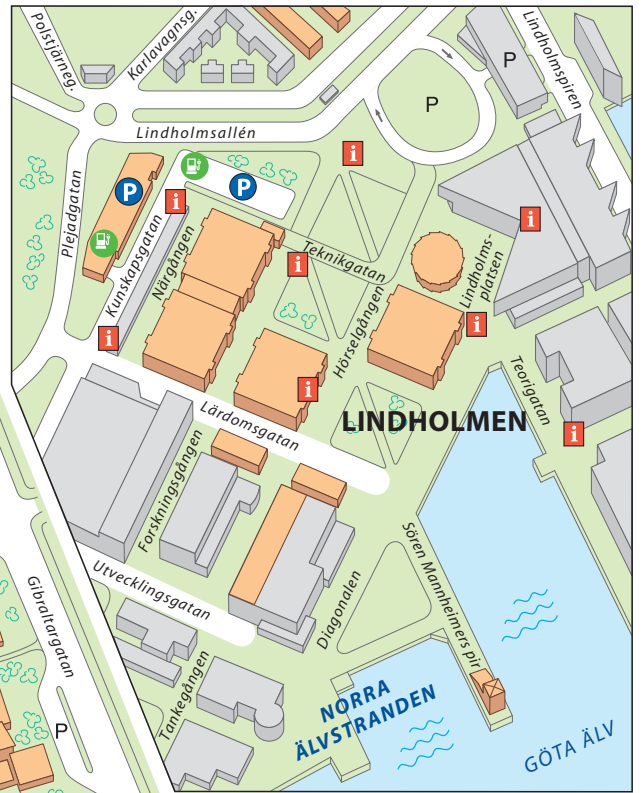 Polstjärneg.
Karlavagnsg.
Lindholmspiren
P
P
Lindholmsallén
i
P
P
i
i
Plejadgatan
Kunskapsgatan
Närgången
Teknikgatan
i
Hörselgången
Lindholms-
platsen
i
i
i
Teorigatan
Lärdomsgatan
LINDHOLMEN
i
Forskningsgången
Utvecklingsgatan
Gibraltargatan
Tankegången
Diagonalen
Sören Mannheimers pir
NORRA
ÄLVSTRANDEN
GÖTA ÄLV
P